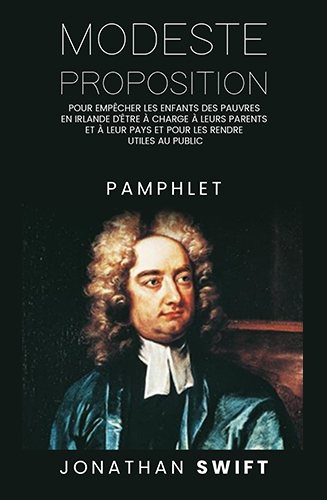 MODESTE
PROPOSITION
POUR EMPÊCHER LES ENFANTS DES PAUVRES
EN IRLANDE D'ÊTRE À CHARGE À LEURS PARENTS
ET À LEUR PAYS ET POUR LES RENDRE
UTILES AU PUBLIC
PAMPHLET
JONATHAN SWIFT